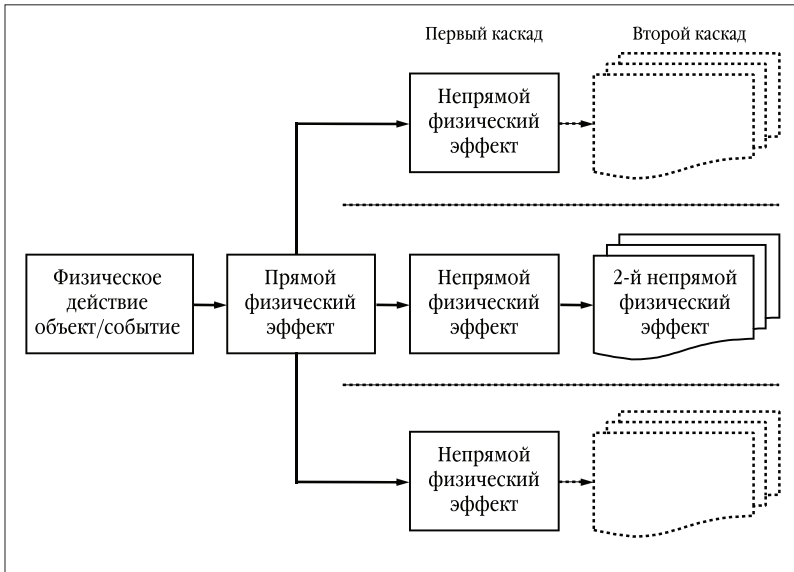 Первый каскад
Второй каскад
Непрямой
физический
эффект
Физическое
действие
объект/событие
Прямой
физический
эффект
Непрямой
физический
эффект
2-й непрямой
физический
эффект
Непрямой
физический
эффект